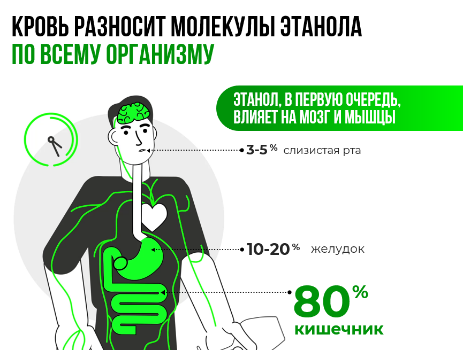 КРОВЬ РАЗНОСИТ МОЛЕКУЛЫ ЭТАНОЛА
ПО ВСЕМУ ОРГАНИЗМУ
ЭТАНОЛ, В ПЕРВУЮ ОЧЕРЕДЬ,
ВЛИЯЕТ НА МОЗГ И МЫШЦЫ
3-5% слизистая рта
10-20% желудок
80%
кишечник